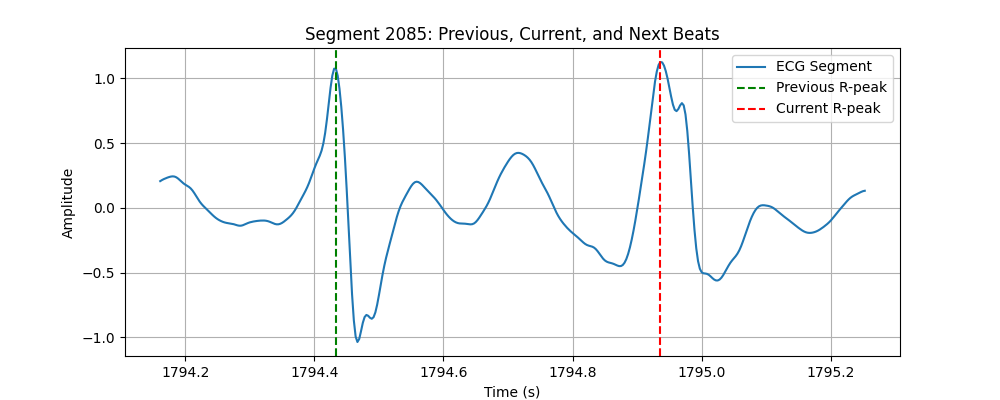 Segment 2085: Previous, Current, and Next Beats
ECG Segment
Previous R-peak
Current R-peak
Amplitude
1.0
0.5
0.0
−0.5
−1.0
1794.2 1794.4 1794.6 1794.8 1795.0 1795.2
Time (s)